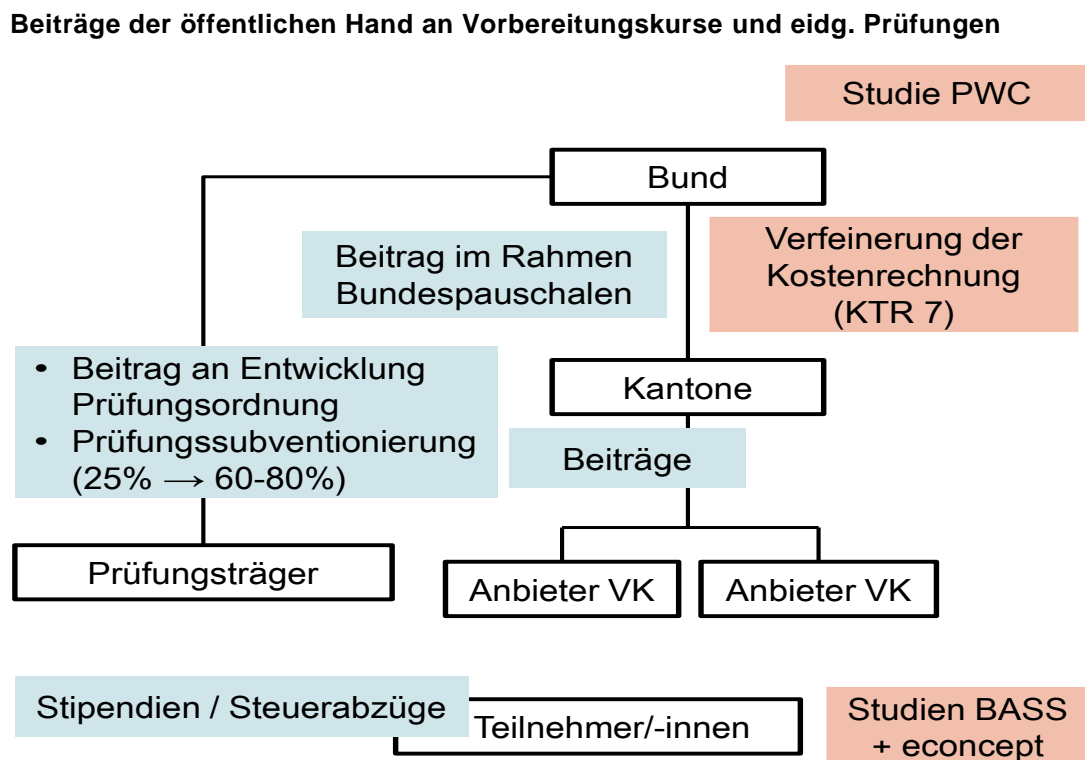 Beiträge der öffentlichen Hand an Vorbereitungskurse und eidg. Prüfungen
Studie PWC
Bund
Beitrag im Rahmen
Bundespauschalen
Verfeinerung der
Kostenrechnung
(KTR 7)
• Beitrag an Entwicklung
Prüfungsordnung
• Prüfungssubventionierung
(25% → 60-80%)
Kantone
Beiträge
Prüfungsträger
Anbieter VK
Anbieter VK
Stipendien / Steuerabzüge
Teilnehmer/-innen
Studien BASS
+ econcept